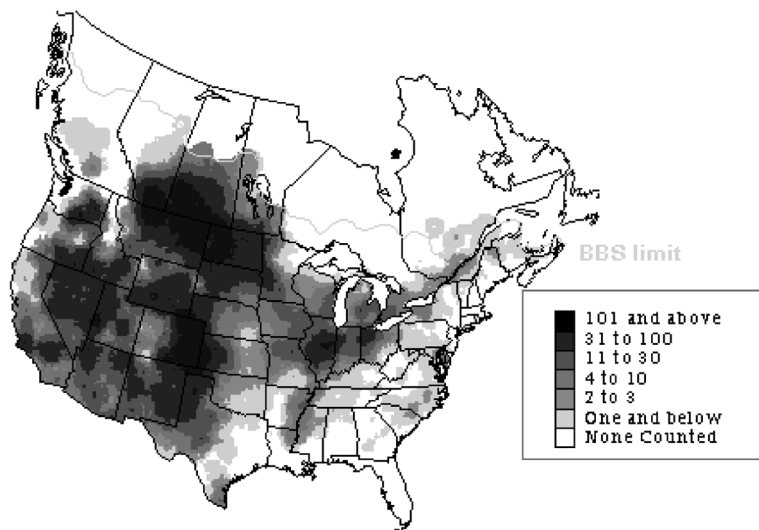 BBS limit
101 and above
31 to 100
11 to 30
4 to 10
2 to 3
One and below
None Counted